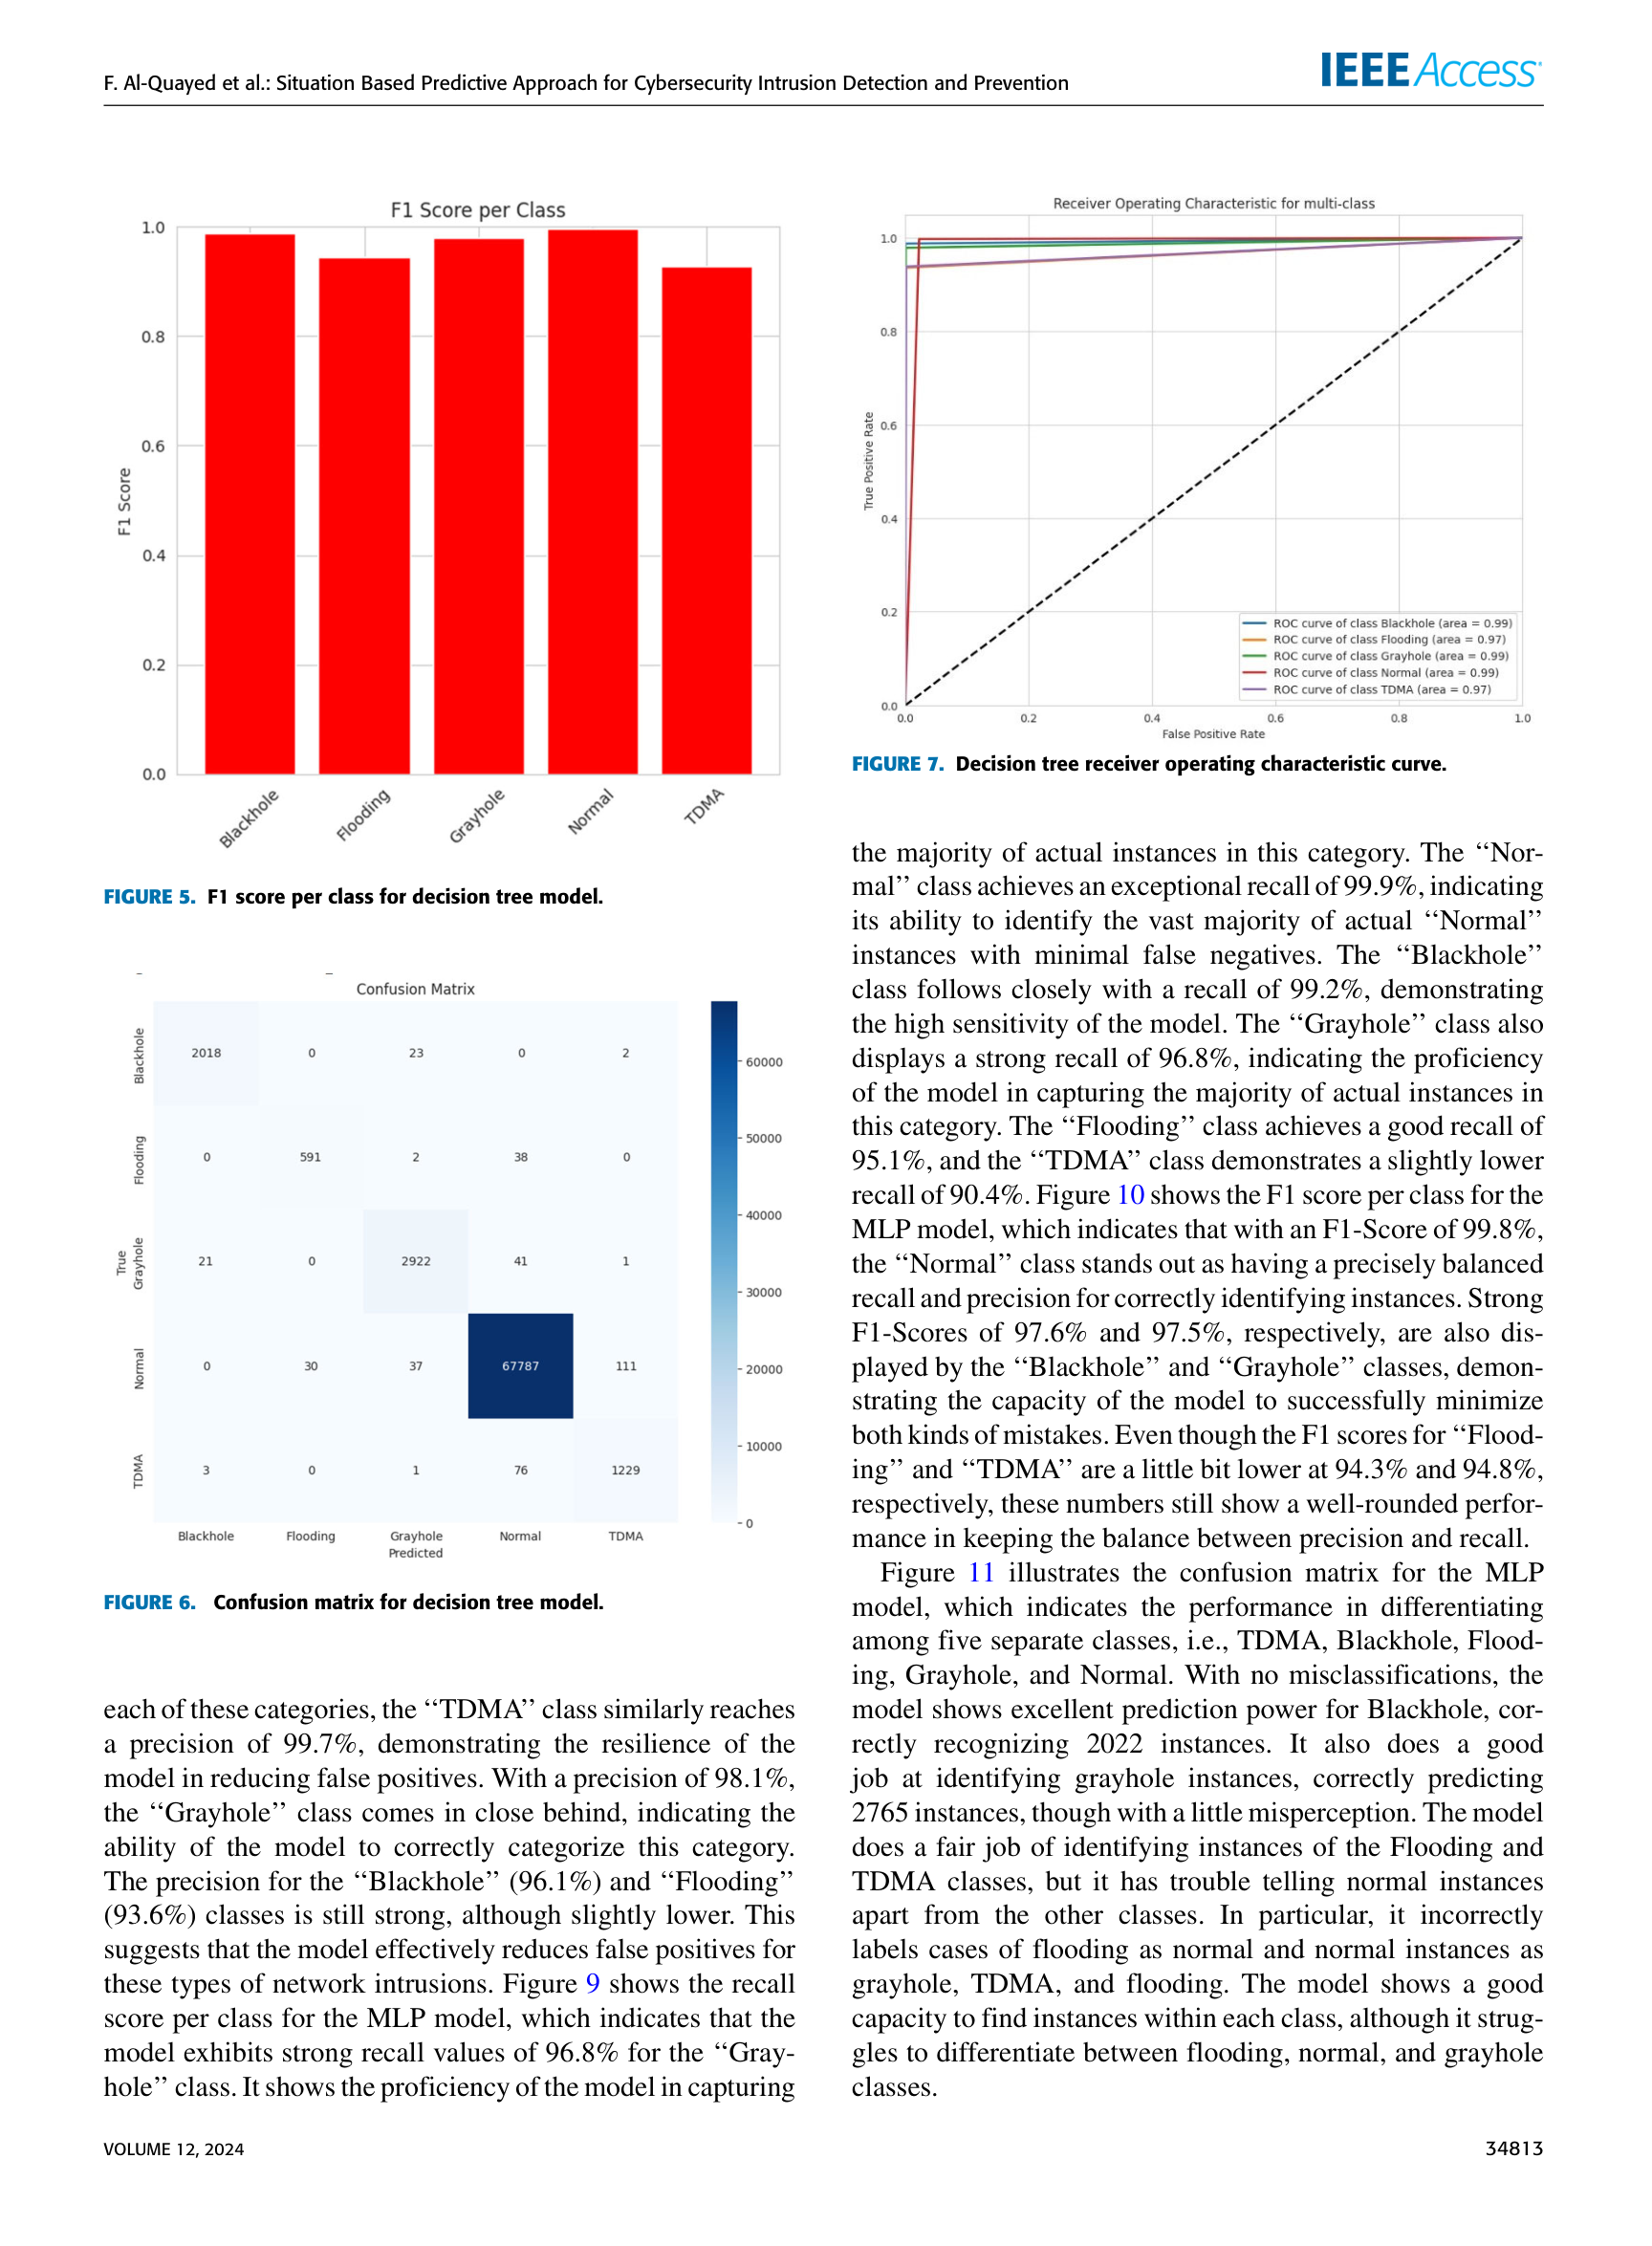 F. Al-Quayed et al.: Situation Based Predictive Approach for Cybersecurity Intrusion Detection and Prevention
IEEE Access
F1 Score per Class
1.0
0.8
0.6
0.4
0.2
0.0
F1 Score
Blackhole
Flooding
Grayhole
Normal
TDMA
FIGURE 5. F1 score per class for decision tree model.
Confusion Matrix
Blackhole 2018 0 23 0 2
Flooding 0 591 2 38 0
True
Grayhole 21 0 2922 41 1
Normal 0 30 37 67787 111
TDMA 3 0 1 76 1229
Blackhole Flooding Grayhole Normal TDMA
Predicted
60000
50000
40000
30000
20000
10000
0
FIGURE 6. Confusion matrix for decision tree model.
each of these categories, the ‘‘TDMA’’ class similarly reaches
a precision of 99.7%, demonstrating the resilience of the
model in reducing false positives. With a precision of 98.1%,
the ‘‘Grayhole’’ class comes in close behind, indicating the
ability of the model to correctly categorize this category.
The precision for the ‘‘Blackhole’’ (96.1%) and ‘‘Flooding’’
(93.6%) classes is still strong, although slightly lower. This
suggests that the model effectively reduces false positives for
these types of network intrusions. Figure 9 shows the recall
score per class for the MLP model, which indicates that the
model exhibits strong recall values of 96.8% for the ‘‘Gray-
hole’’ class. It shows the proficiency of the model in capturing
Receiver Operating Characteristic for multi-class
1.0
0.8
0.6
0.4
0.2
0.0
True Positive Rate
ROC curve of class Blackhole (area = 0.99)
ROC curve of class Flooding (area = 0.97)
ROC curve of class Grayhole (area = 0.99)
ROC curve of class Normal (area = 0.99)
ROC curve of class TDMA (area = 0.97)
0.0 0.2 0.4 0.6 0.8 1.0
False Positive Rate
FIGURE 7. Decision tree receiver operating characteristic curve.
the majority of actual instances in this category. The ‘‘Nor-
mal’’ class achieves an exceptional recall of 99.9%, indicating
its ability to identify the vast majority of actual ‘‘Normal’’
instances with minimal false negatives. The ‘‘Blackhole’’
class follows closely with a recall of 99.2%, demonstrating
the high sensitivity of the model. The ‘‘Grayhole’’ class also
displays a strong recall of 96.8%, indicating the proficiency
of the model in capturing the majority of actual instances in
this category. The ‘‘Flooding’’ class achieves a good recall of
95.1%, and the ‘‘TDMA’’ class demonstrates a slightly lower
recall of 90.4%. Figure 10 shows the F1 score per class for the
MLP model, which indicates that with an F1-Score of 99.8%,
the ‘‘Normal’’ class stands out as having a precisely balanced
recall and precision for correctly identifying instances. Strong
F1-Scores of 97.6% and 97.5%, respectively, are also dis-
played by the ‘‘Blackhole’’ and ‘‘Grayhole’’ classes, demon-
strating the capacity of the model to successfully minimize
both kinds of mistakes. Even though the F1 scores for ‘‘Flood-
ing’’ and ‘‘TDMA’’ are a little bit lower at 94.3% and 94.8%,
respectively, these numbers still show a well-rounded perfor-
mance in keeping the balance between precision and recall.
Figure 11 illustrates the confusion matrix for the MLP
model, which indicates the performance in differentiating
among five separate classes, i.e., TDMA, Blackhole, Flood-
ing, Grayhole, and Normal. With no misclassifications, the
model shows excellent prediction power for Blackhole, cor-
rectly recognizing 2022 instances. It also does a good
job at identifying grayhole instances, correctly predicting
2765 instances, though with a little misperception. The model
does a fair job of identifying instances of the Flooding and
TDMA classes, but it has trouble telling normal instances
apart from the other classes. In particular, it incorrectly
labels cases of flooding as normal and normal instances as
grayhole, TDMA, and flooding. The model shows a good
capacity to find instances within each class, although it strug-
gles to differentiate between flooding, normal, and grayhole
classes.
VOLUME 12, 2024
34813